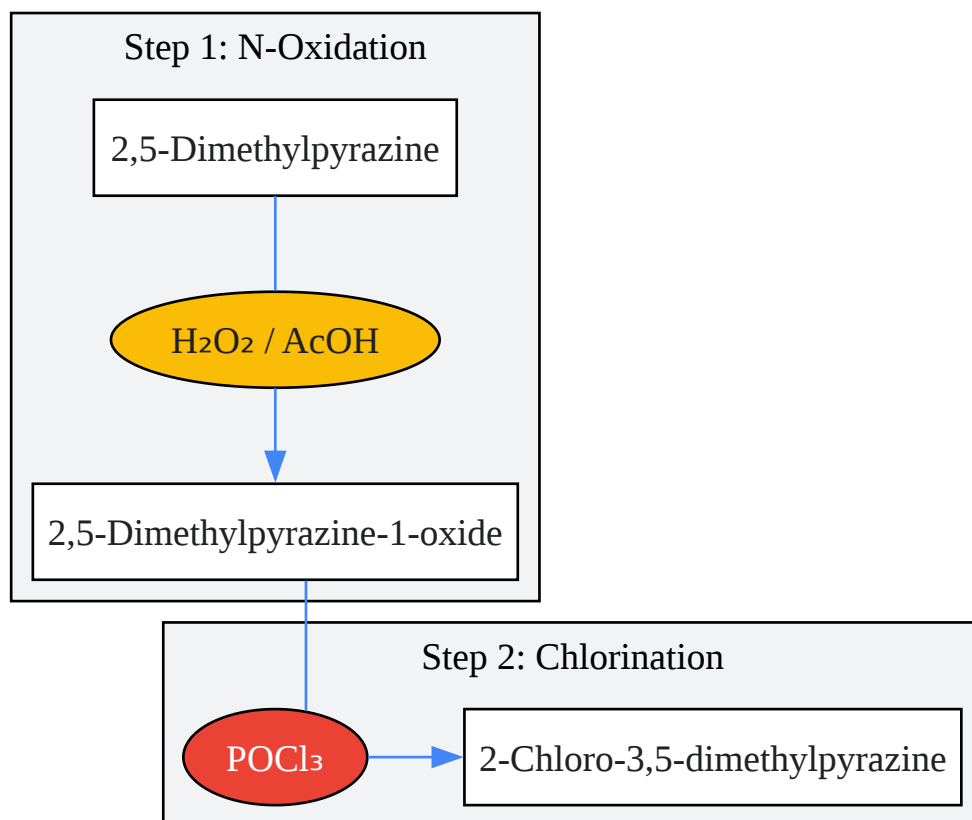 Step 1: N-Oxidation
2,5-Dimethylpyrazine
H₂O₂ / AcOH
2,5-Dimethylpyrazine-1-oxide
Step 2: Chlorination
POCl₃
2-Chloro-3,5-dimethylpyrazine